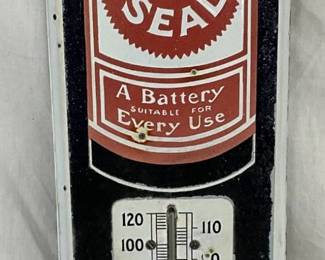 SEAL
A Battery
SUITABLE FOR
Every Use
120 110
100